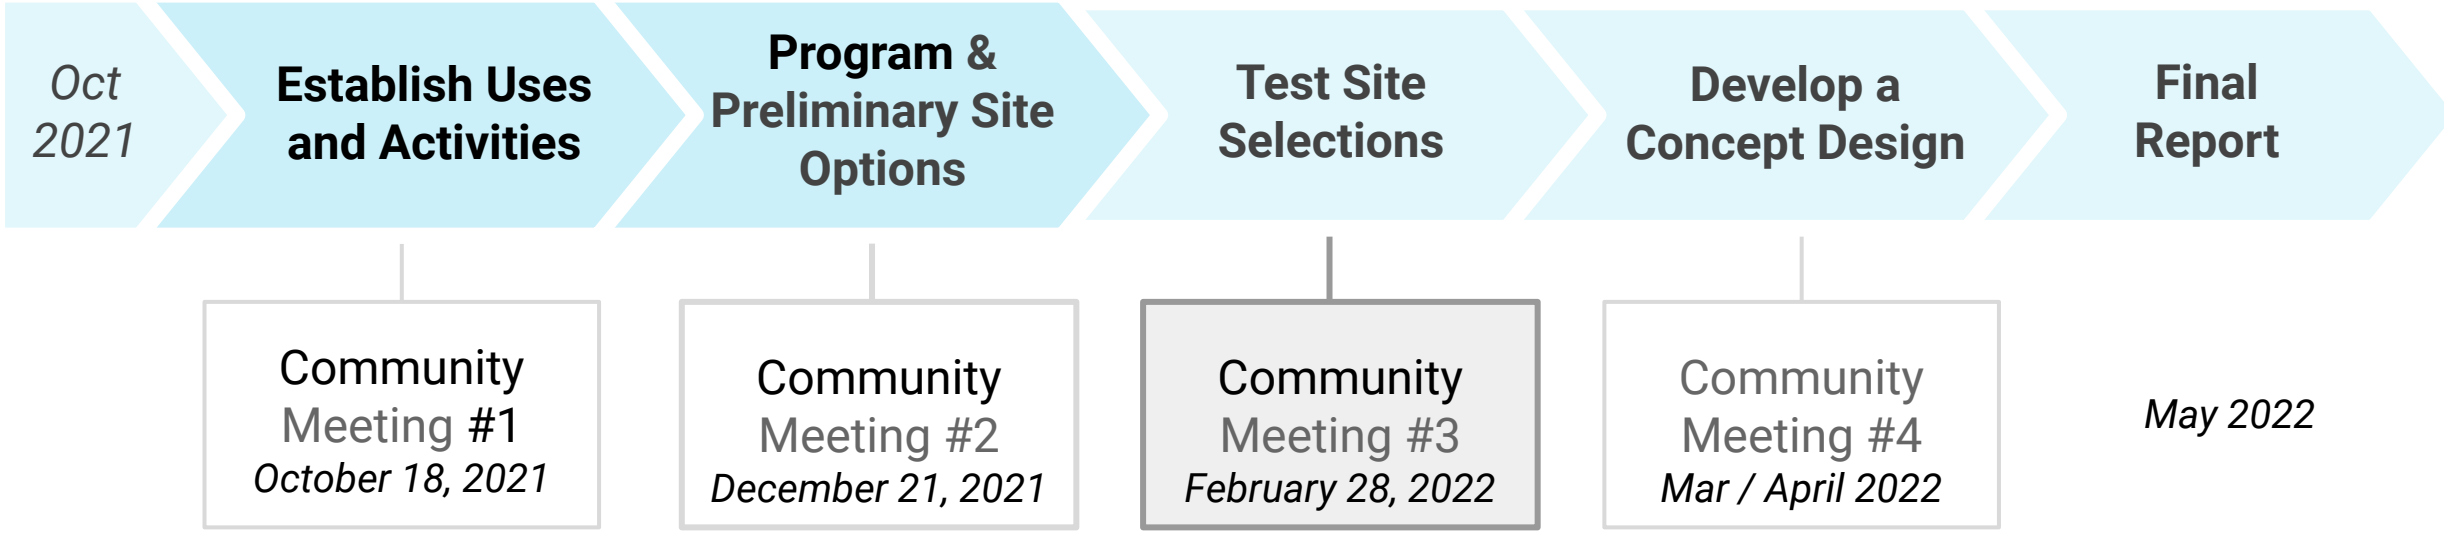 Oct
2021
Establish Uses
and Activities
Program &
Preliminary Site
Options
Test Site
Selections
Develop a
Concept Design
Final
Report
Community
Meeting #1
October 18, 2021
Community
Meeting #2
December 21, 2021
Community
Meeting #3
February 28, 2022
Community
Meeting #4
Mar / April 2022
May 2022